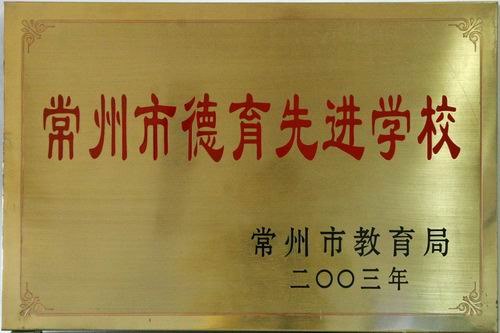 常州市德育先进学校
常州市教育局
二〇〇三年